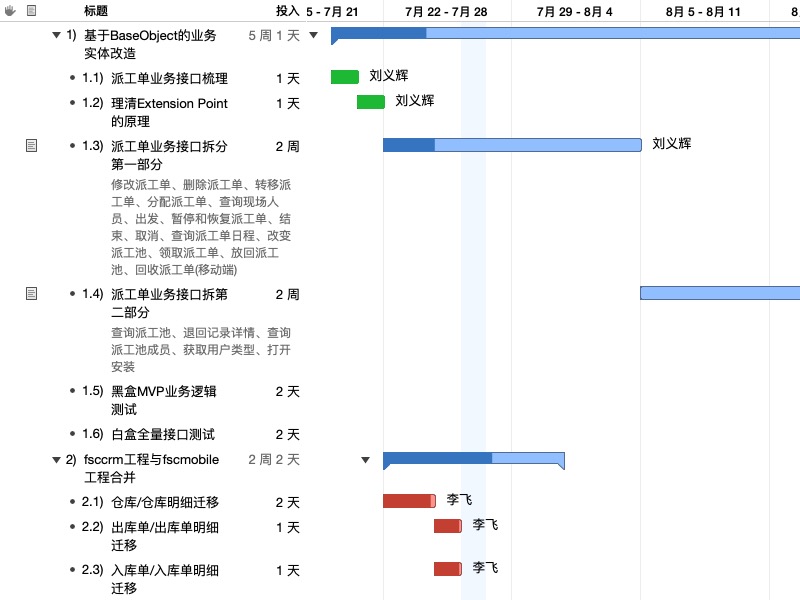 标题 投入 5 - 7月 21 7月 22 - 7月 28 7月 29 - 8月 4 8月 5 - 8月 11 8
1) 基于BaseObject的业务 5 周 1 天
实体改造
1.1) 派工单业务接口梳理 1 天 刘义辉
1.2) 理清Extension Point 1 天 刘义辉
的原理
1.3) 派工单业务接口拆分 2 周 刘义辉
第一部分
修改派工单、删除派工单、转移派
工单、分配派工单、查询现场人
员、出发、暂停和恢复派工单、结
束、取消、查询派工单日程、改变
派工池、领取派工单、放回派工
池、回收派工单(移动端)
1.4) 派工单业务接口拆第 2 周
二部分
查询派工池、退回记录详情、查询
派工池成员、获取用户类型、打开
安装
1.5) 黑盒MVP业务逻辑 2 天
测试
1.6) 白盒全量接口测试 2 天
2) fsccrm工程与fscmobile 2 周 2 天
工程合并
2.1) 仓库/仓库明细迁移 2 天 李飞
2.2) 出库单/出库单明细 1 天 李飞
迁移
2.3) 入库单/入库单明细 1 天 李飞
迁移